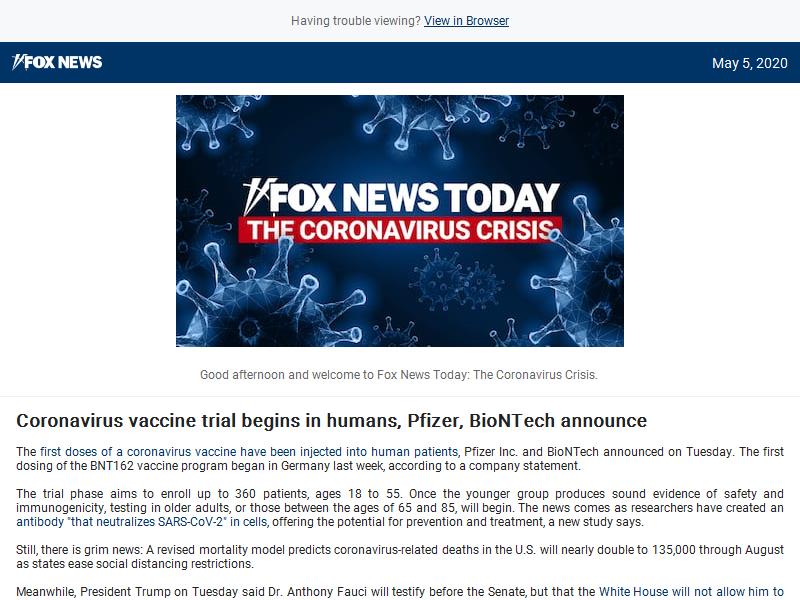 Having trouble viewing? View in Browser
FOX NEWS
May 5, 2020
FOX NEWS TODAY
THE CORONAVIRUS CRISIS
Good afternoon and welcome to Fox News Today: The Coronavirus Crisis.
Coronavirus vaccine trial begins in humans, Pfizer, BioNTech announce
The first doses of a coronavirus vaccine have been injected into human patients, Pfizer Inc. and BioNTech announced on Tuesday. The first
dosing of the BNT162 vaccine program began in Germany last week, according to a company statement.
The trial phase aims to enroll up to 360 patients, ages 18 to 55. Once the younger group produces sound evidence of safety and
immunogenicity, testing in older adults, or those between the ages of 65 and 85, will begin. The news comes as researchers have created an
antibody "that neutralizes SARS-CoV-2" in cells, offering the potential for prevention and treatment, a new study says.
Still, there is grim news: A revised mortality model predicts coronavirus-related deaths in the U.S. will nearly double to 135,000 through August
as states ease social distancing restrictions.
Meanwhile, President Trump on Tuesday said Dr. Anthony Fauci will testify before the Senate, but that the White House will not allow him to